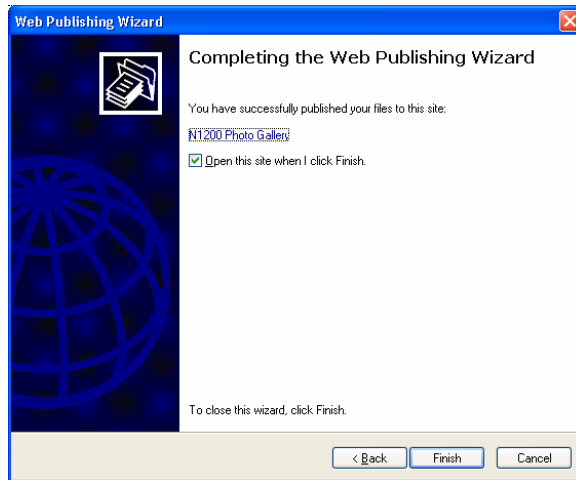 Web Publishing Wizard
Completing the Web Publishing Wizard
You have successfully published your files to this site:
N1200 Photo Gallery
Open this site when I click Finish.
To close this wizard, click Finish.
< Back Finish Cancel